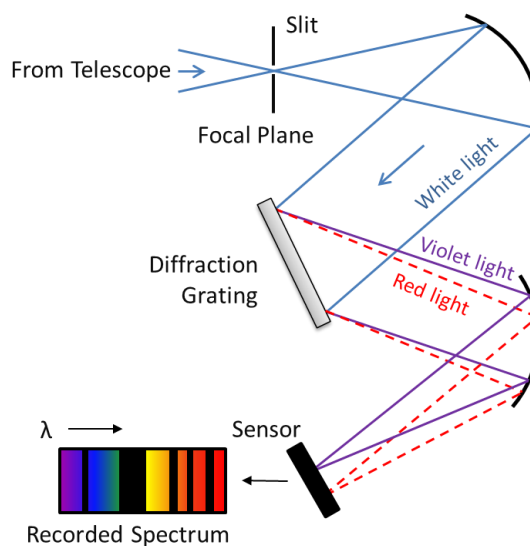 Slit
From Telescope
Focal Plane
White light
Violet light
Red light
Diffraction
Grating
λ
Sensor
Recorded Spectrum